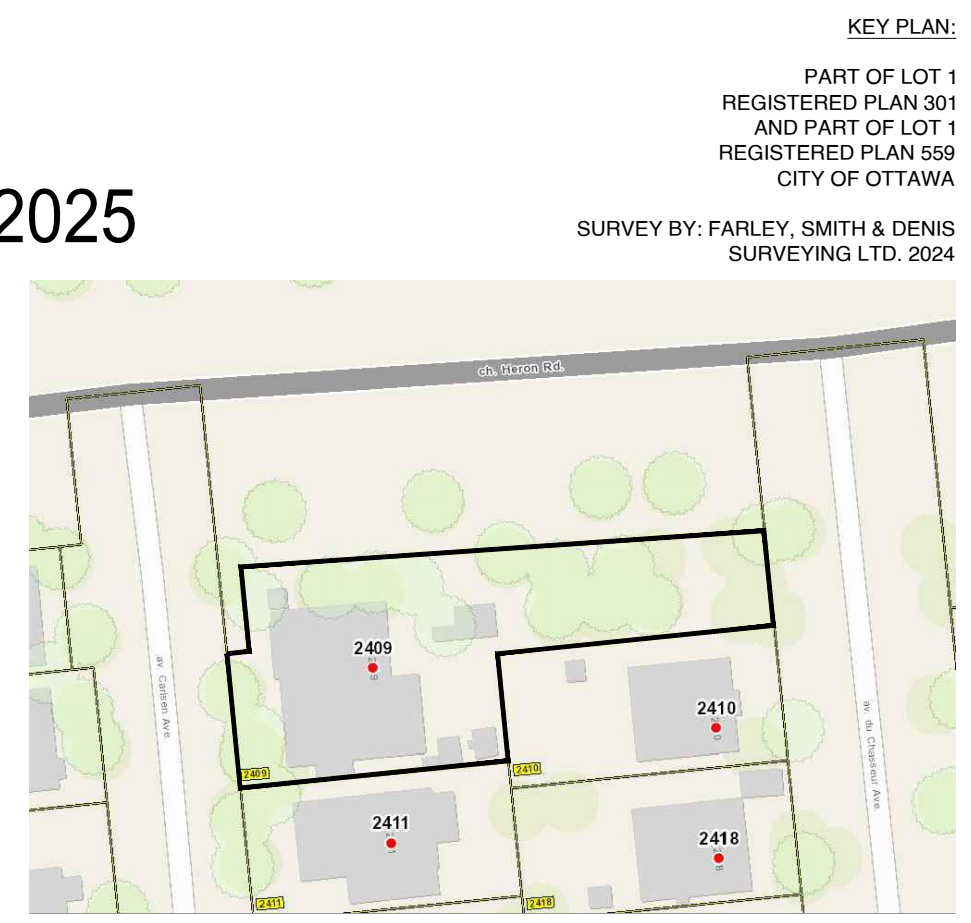 KEY PLAN:
PART OF LOT 1
REGISTERED PLAN 301
AND PART OF LOT 1
REGISTERED PLAN 559
CITY OF OTTAWA
2025
SURVEY BY: FARLEY, SMITH & DENIS
SURVEYING LTD. 2024
ch. Heron Rd.
av. Carlsen Ave.
2409
2410
av. du Chasseur Ave.
2409
2410
2411
2418
2411
2418